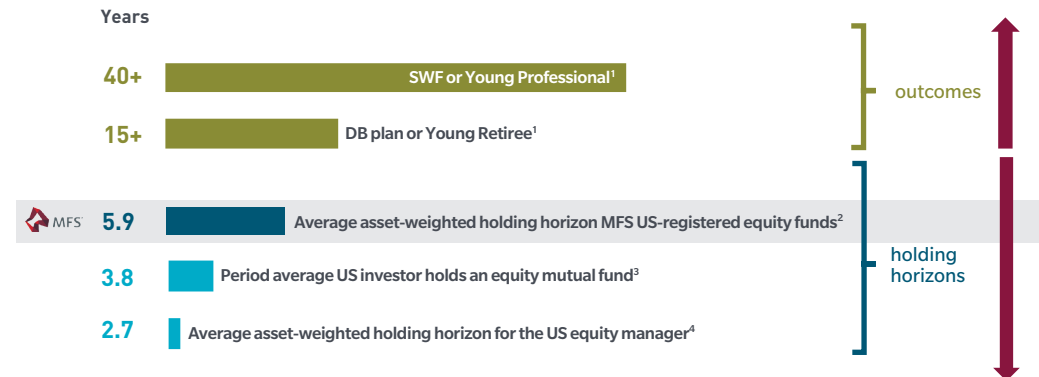 Years
40+ SWF or Young Professional¹
15+ DB plan or Young Retiree¹
outcomes
MFS 5.9 Average asset-weighted holding horizon MFS US-registered equity funds²
3.8 Period average US investor holds an equity mutual fund³
holding
horizons
2.7 Average asset-weighted holding horizon for the US equity manager⁴